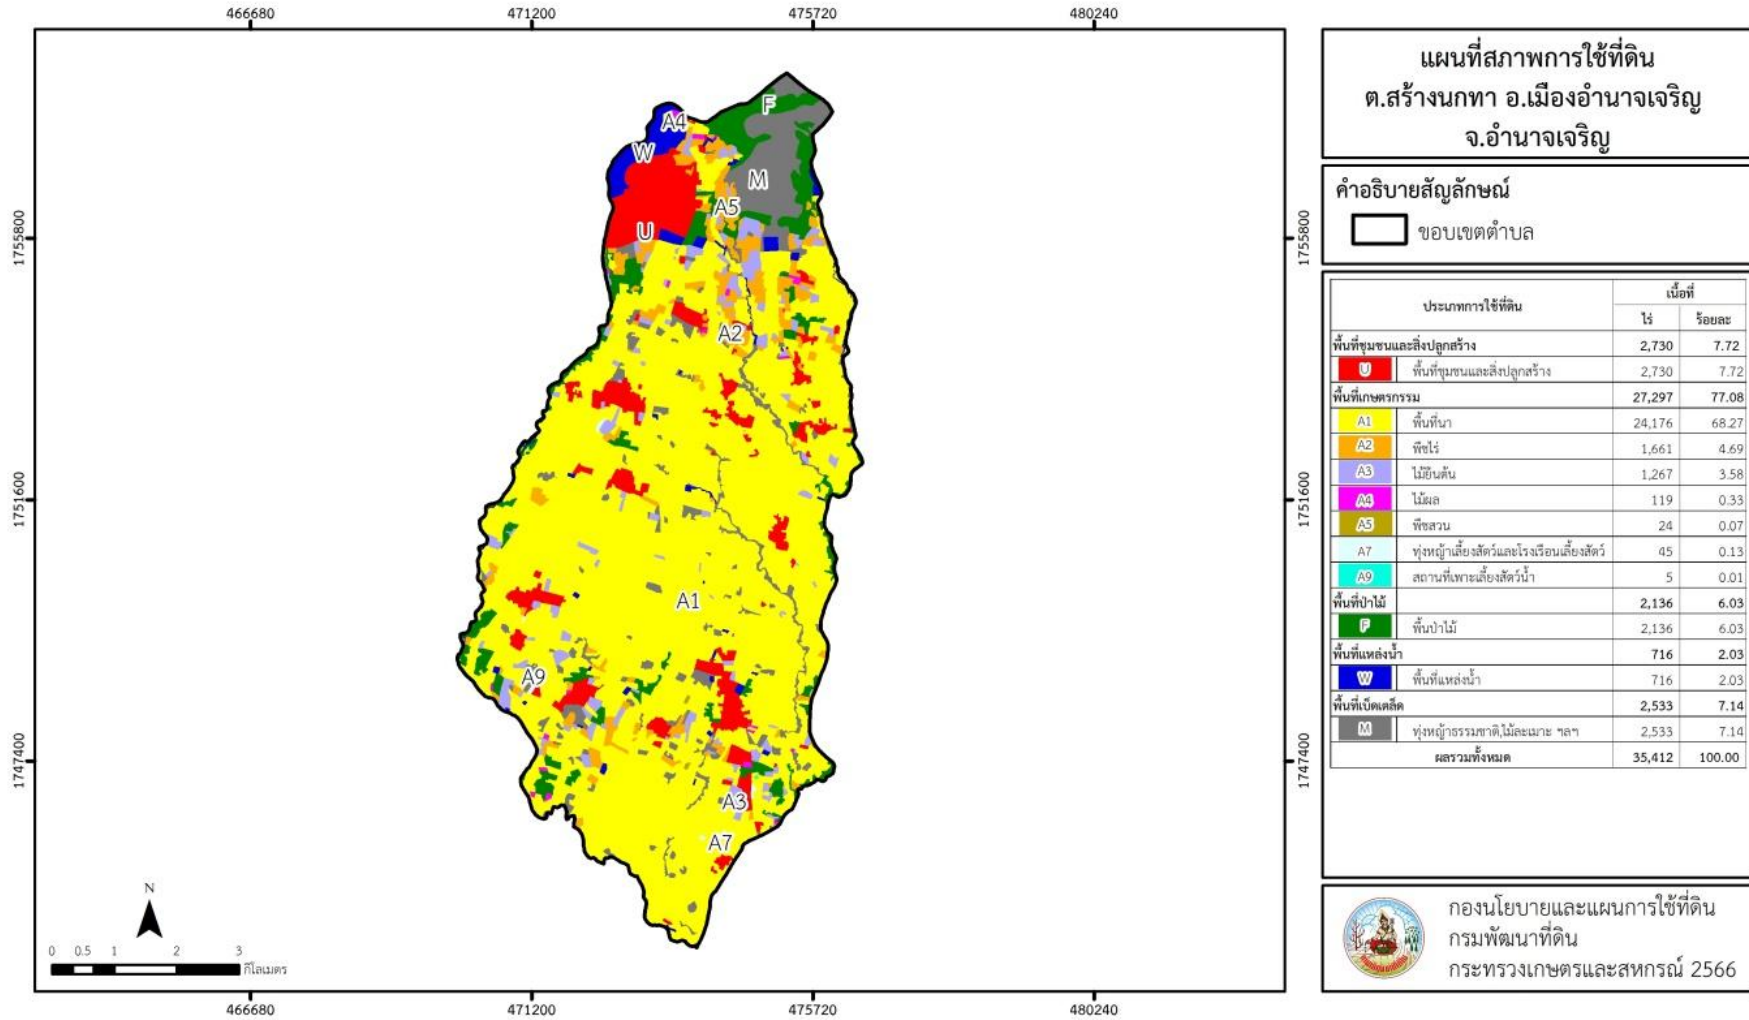 466680 471200 475720 480240
แผนที่สภาพการใช้ที่ดิน
ต.สร้างนกทา อ.เมืองอำนาจเจริญ
จ.อำนาจเจริญ
คำอธิบายสัญลักษณ์
ขอบเขตตำบล
ประเภทการใช้ที่ดิน เนื้อที่
ไร่ ร้อยละ
พื้นที่ชุมชนและสิ่งปลูกสร้าง 2,730 7.72
U พื้นที่ชุมชนและสิ่งปลูกสร้าง 2,730 7.72
พื้นที่เกษตรกรรม 27,297 77.08
A1 พื้นที่นา 24,176 68.27
A2 พืชไร่ 1,661 4.69
A3 ไม้ยืนต้น 1,267 3.58
A4 ไม้ผล 119 0.33
A5 พืชสวน 24 0.07
A7 ทุ่งหญ้าเลี้ยงสัตว์และโรงเรือนเลี้ยงสัตว์ 45 0.13
A9 สถานที่เพาะเลี้ยงสัตว์น้ำ 5 0.01
พื้นที่ป่าไม้ 2,136 6.03
F พื้นป่าไม้ 2,136 6.03
พื้นที่แหล่งน้ำ 716 2.03
W พื้นที่แหล่งน้ำ 716 2.03
พื้นที่เบ็ดเตล็ด 2,533 7.14
M ทุ่งหญ้าธรรมชาติ,ไม้ละเมาะ ฯลฯ 2,533 7.14
ผลรวมทั้งหมด 35,412 100.00
กองนโยบายและแผนการใช้ที่ดิน
กรมพัฒนาที่ดิน
กระทรวงเกษตรและสหกรณ์ 2566
F
A4
W
M
A5
U
A2
A1
A9
A3
A7
1755800 1755800
1751600 1751600
1747400 1747400
N
0 0.5 1 2 3
กิโลเมตร
466680 471200 475720 480240